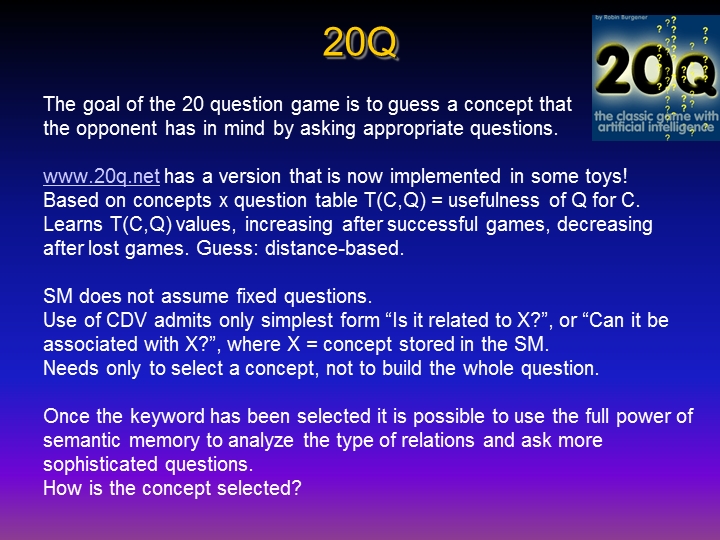 20Q
by Robin Burgener
20Q
the classic game with
artificial intelligence
The goal of the 20 question game is to guess a concept that
the opponent has in mind by asking appropriate questions.
www.20q.net has a version that is now implemented in some toys!
Based on concepts x question table T(C,Q) = usefulness of Q for C.
Learns T(C,Q) values, increasing after successful games, decreasing
after lost games. Guess: distance-based.
SM does not assume fixed questions.
Use of CDV admits only simplest form “Is it related to X?”, or “Can it be
associated with X?”, where X = concept stored in the SM.
Needs only to select a concept, not to build the whole question.
Once the keyword has been selected it is possible to use the full power of
semantic memory to analyze the type of relations and ask more
sophisticated questions.
How is the concept selected?